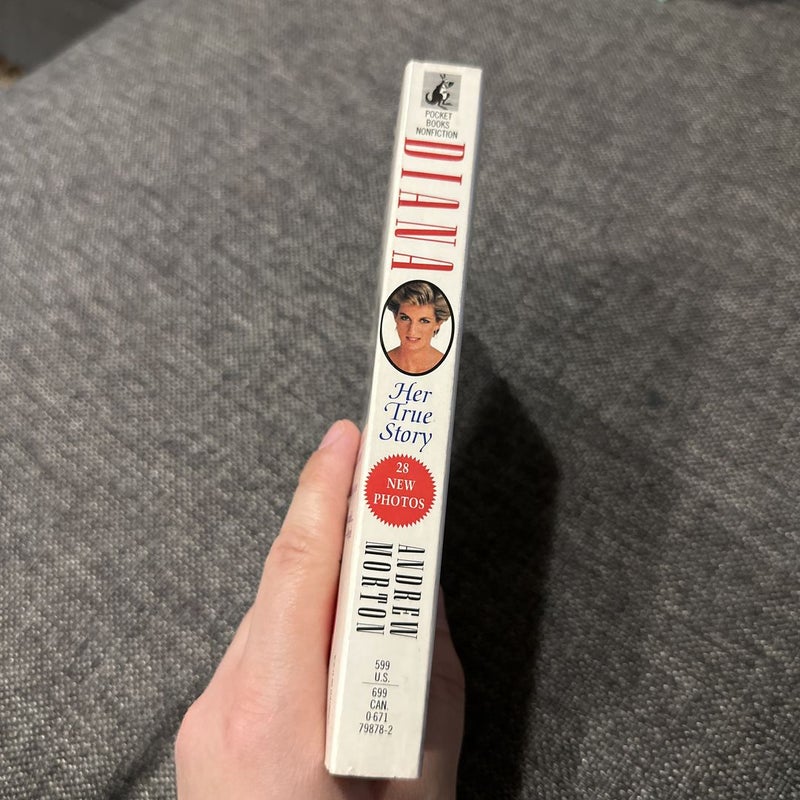 POCKET
BOOKS
NONFICTION
DIANA
Her
True
Story
28
NEW
PHOTOS
ANDREW
MORTON
599
U.S.
699
CAN.
0-671
79878-2